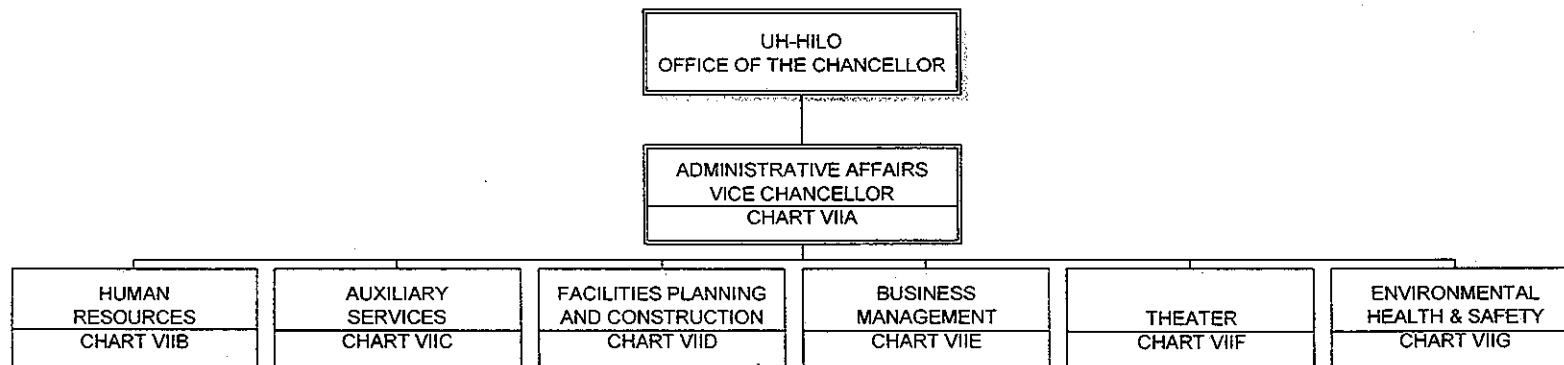 UH-HILO
OFFICE OF THE CHANCELLOR
ADMINISTRATIVE AFFAIRS
VICE CHANCELLOR
CHART VIIA
HUMAN
RESOURCES
CHART VIIB
AUXILIARY
SERVICES
CHART VIIC
FACILITIES PLANNING
AND CONSTRUCTION
CHART VIID
BUSINESS
MANAGEMENT
CHART VIIE
THEATER
CHART VIIF
ENVIRONMENTAL
HEALTH & SAFETY
CHART VIIG